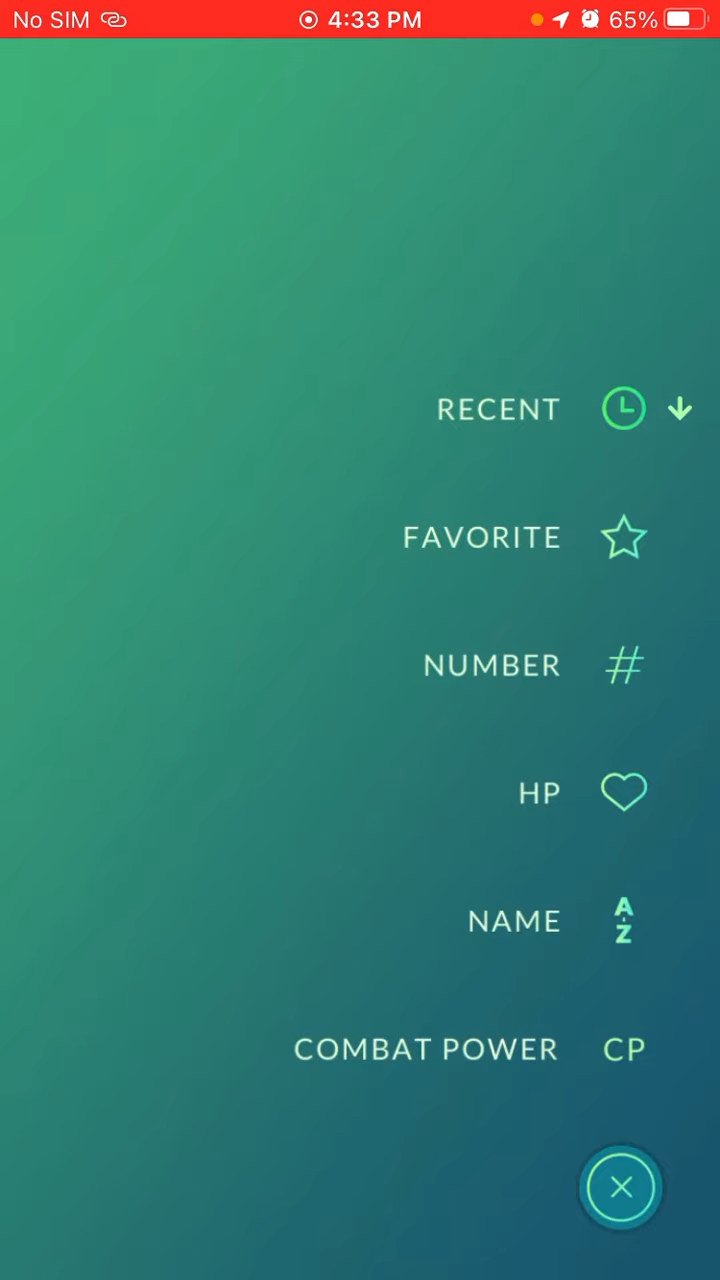 No SIM 4:33 PM 65%
RECENT
FAVORITE
NUMBER #
HP
NAME A-Z
COMBAT POWER CP